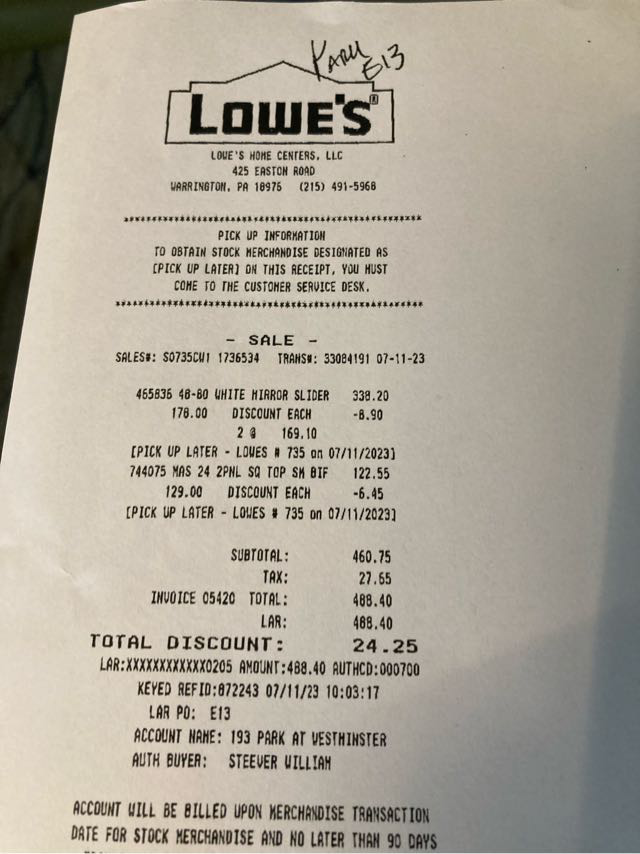 Park
E13
LOWE'S®
LOWE'S HOME CENTERS, LLC
425 EASTON ROAD
WARRINGTON, PA 18976 (215) 491-5968
**********************************************
PICK UP INFORMATION
TO OBTAIN STOCK MERCHANDISE DESIGNATED AS
[PICK UP LATER] ON THIS RECEIPT, YOU MUST
COME TO THE CUSTOMER SERVICE DESK.
**********************************************
- SALE -
SALES#: S0735CW1 1736534 TRANS#: 33084191 07-11-23
465836 48-80 WHITE MIRROR SLIDER 338.20
178.00 DISCOUNT EACH -8.90
2 @ 169.10
[PICK UP LATER - LOWES # 735 on 07/11/2023]
744075 MAS 24 2PNL SQ TOP SM BIF 122.55
129.00 DISCOUNT EACH -6.45
[PICK UP LATER - LOWES # 735 on 07/11/2023]
SUBTOTAL: 460.75
TAX: 27.65
INVOICE 05420 TOTAL: 488.40
LAR: 488.40
TOTAL DISCOUNT: 24.25
LAR:XXXXXXXXXXXX0205 AMOUNT:488.40 AUTHCD:000700
KEYED REFID:872243 07/11/23 10:03:17
LAR PO: E13
ACCOUNT NAME: 193 PARK AT WESTMINSTER
AUTH BUYER: STEEVER WILLIAM
ACCOUNT WILL BE BILLED UPON MERCHANDISE TRANSACTION
DATE FOR STOCK MERCHANDISE AND NO LATER THAN 90 DAYS